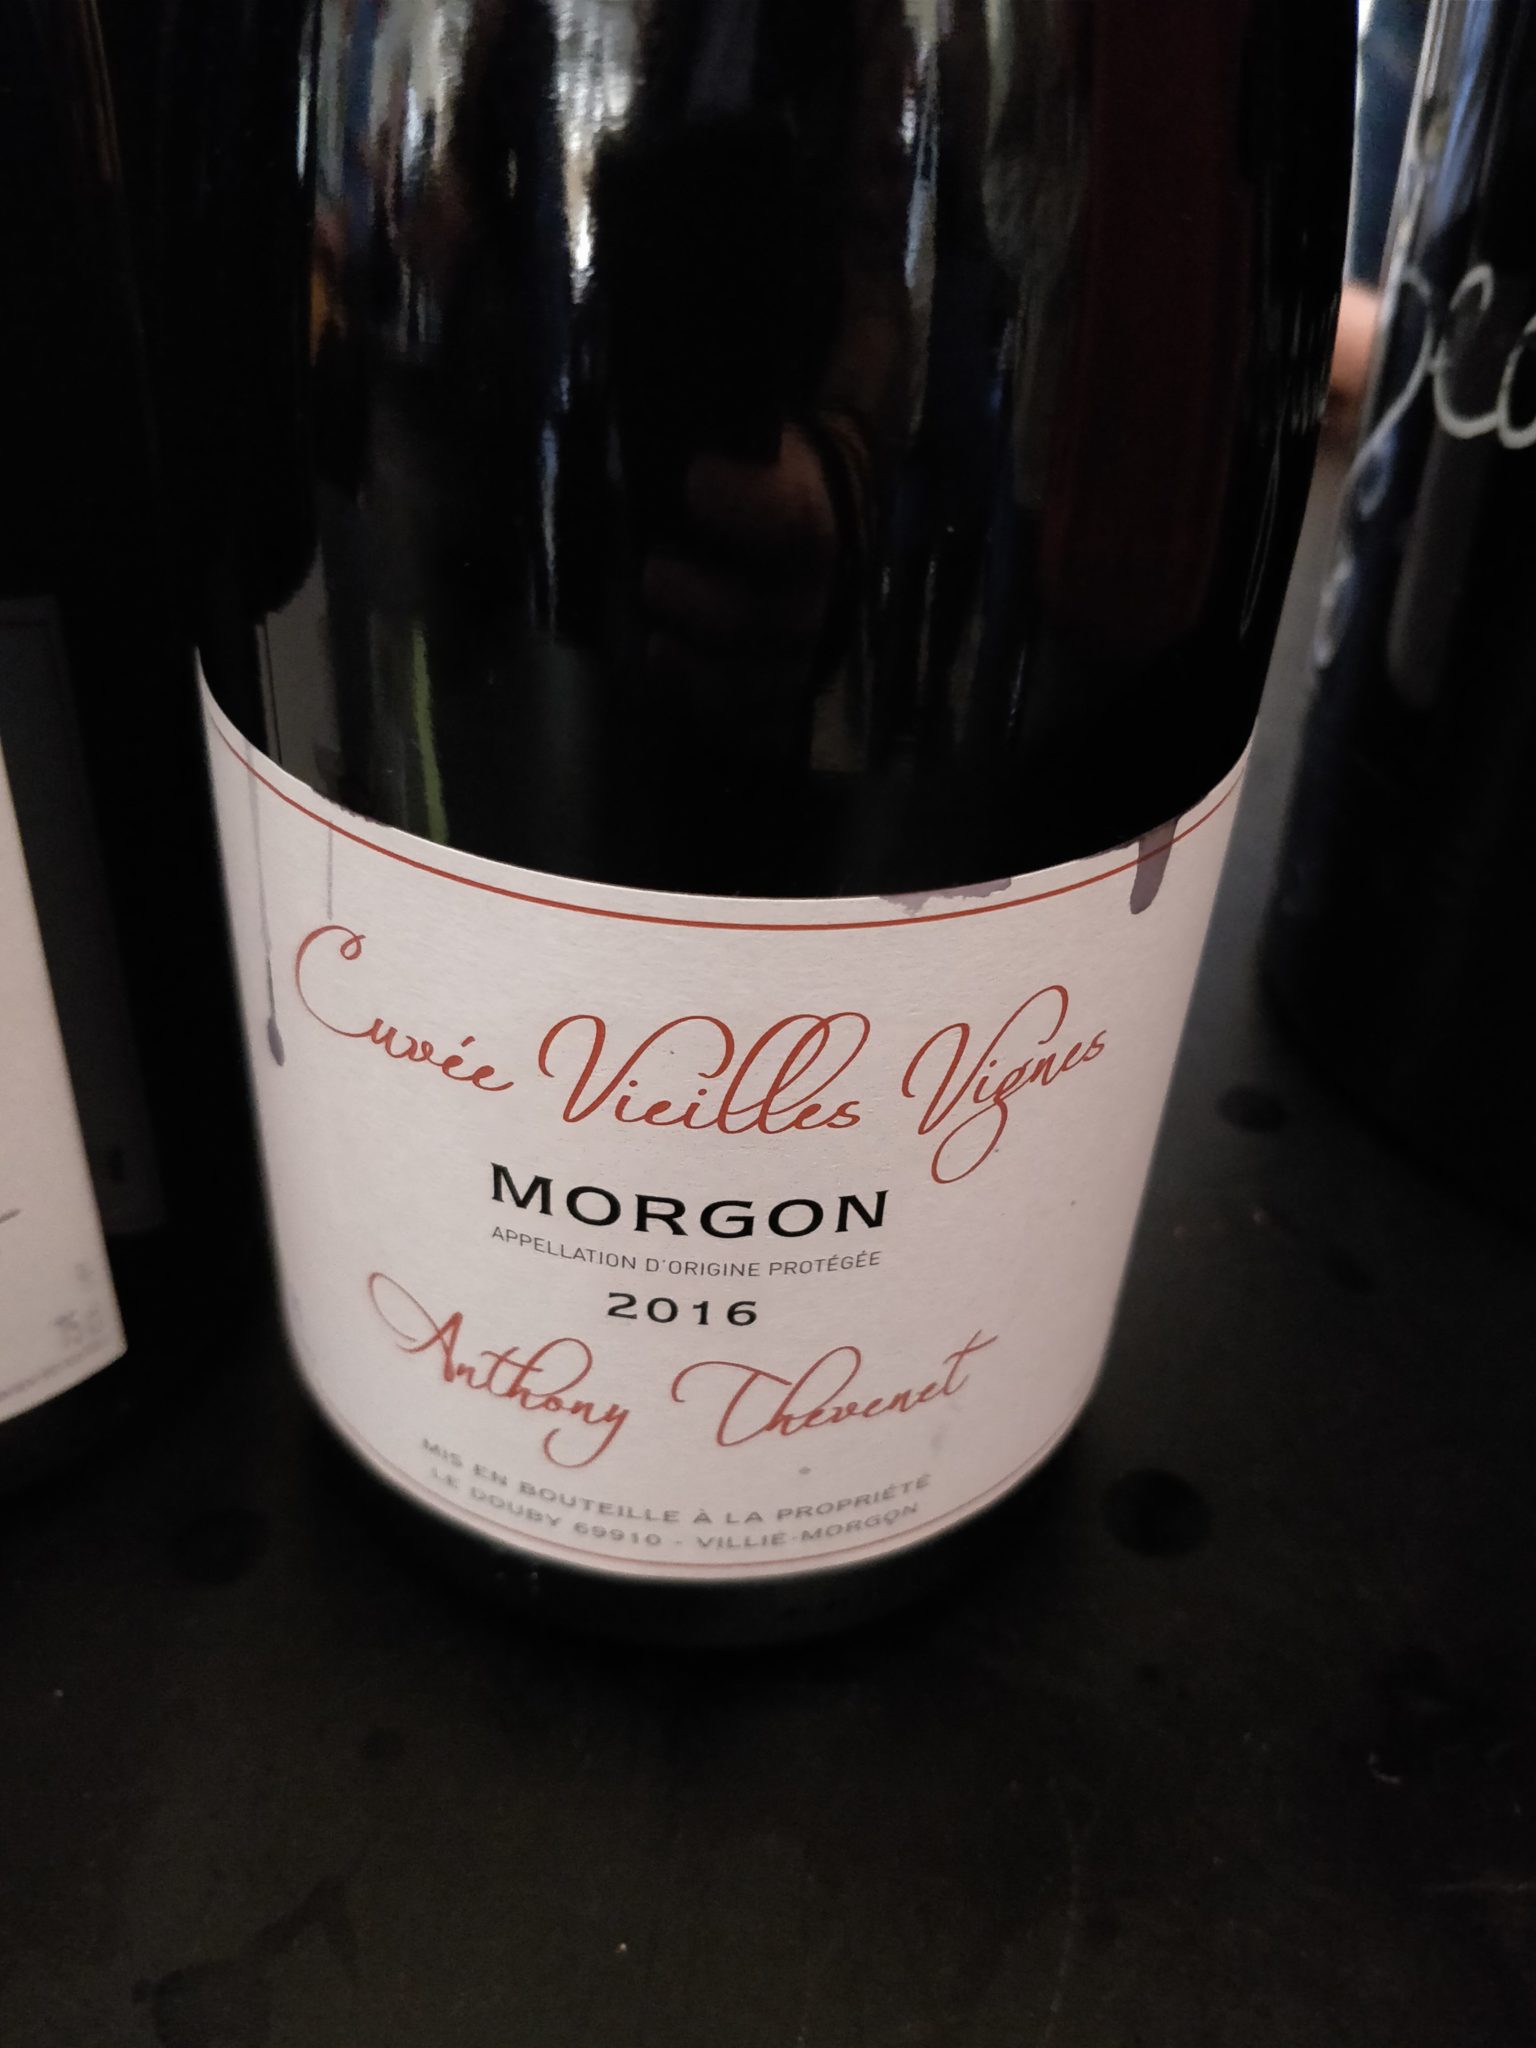 Cuvée Vieilles Vignes
MORGON
APPELLATION D'ORIGINE PROTÉGÉE
2016
Anthony Thevenet
MIS EN BOUTEILLE À LA PROPRIÉTÉ
LE DOUBY 69910 - VILLIÉ-MORGON